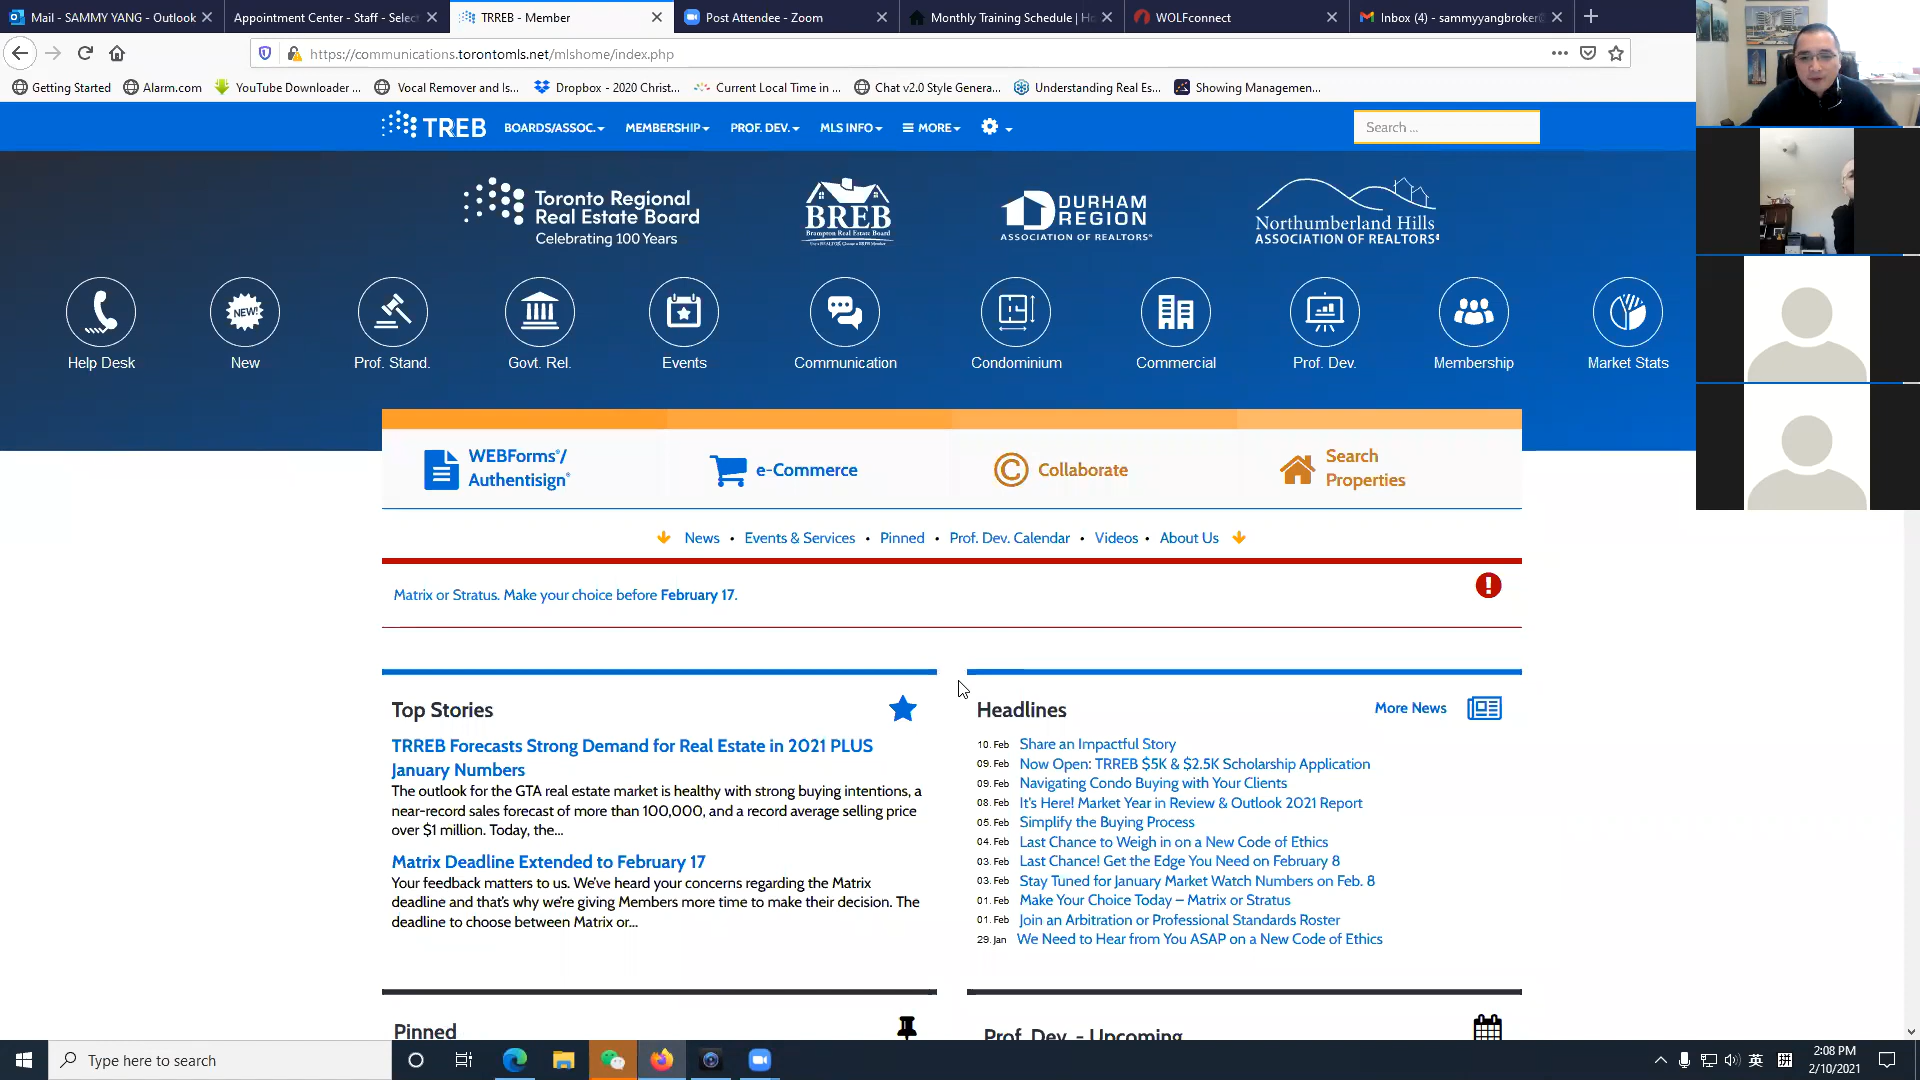 Mail - SAMMY YANG - Outlook
Appointment Center - Staff - Select
TRREB - Member
Post Attendee - Zoom
Monthly Training Schedule | Ho
WOLFconnect
Inbox (4) - sammyyangbroker@
https://communications.torontomls.net/mlshome/index.php
Getting Started
Alarm.com
YouTube Downloader ...
Vocal Remover and Is...
Dropbox - 2020 Christ...
Current Local Time in ...
Chat v2.0 Style Genera...
Understanding Real Es...
Showing Managemen...
TREB
BOARDS/ASSOC.
MEMBERSHIP
PROF. DEV.
MLS INFO
MORE
Search ...
Toronto Regional
Real Estate Board
Celebrating 100 Years
BREB
Brampton Real Estate Board
DURHAM
REGION
ASSOCIATION OF REALTORS®
Northumberland Hills
ASSOCIATION OF REALTORS®
Help Desk
NEW!
New
Prof. Stand.
Govt. Rel.
Events
Communication
Condominium
Commercial
Prof. Dev.
Membership
Market Stats
WEBForms®/
Authentisign®
e-Commerce
Collaborate
Search
Properties
News • Events & Services • Pinned • Prof. Dev. Calendar • Videos • About Us
Matrix or Stratus. Make your choice before February 17.
Top Stories
TRREB Forecasts Strong Demand for Real Estate in 2021 PLUS
January Numbers
The outlook for the GTA real estate market is healthy with strong buying intentions, a
near-record sales forecast of more than 100,000, and a record average selling price
over $1 million. Today, the...
Matrix Deadline Extended to February 17
Your feedback matters to us. We've heard your concerns regarding the Matrix
deadline and that's why we're giving Members more time to make their decision. The
deadline to choose between Matrix or...
Headlines
More News
10. Feb Share an Impactful Story
09. Feb Now Open: TRREB $5K & $2.5K Scholarship Application
09. Feb Navigating Condo Buying with Your Clients
08. Feb It's Here! Market Year in Review & Outlook 2021 Report
05. Feb Simplify the Buying Process
04. Feb Last Chance to Weigh in on a New Code of Ethics
03. Feb Last Chance! Get the Edge You Need on February 8
03. Feb Stay Tuned for January Market Watch Numbers on Feb. 8
01. Feb Make Your Choice Today – Matrix or Stratus
01. Feb Join an Arbitration or Professional Standards Roster
29. Jan We Need to Hear from You ASAP on a New Code of Ethics
Pinned
Prof. Dev. - Upcoming
Type here to search
英
拼
2:08 PM
2/10/2021